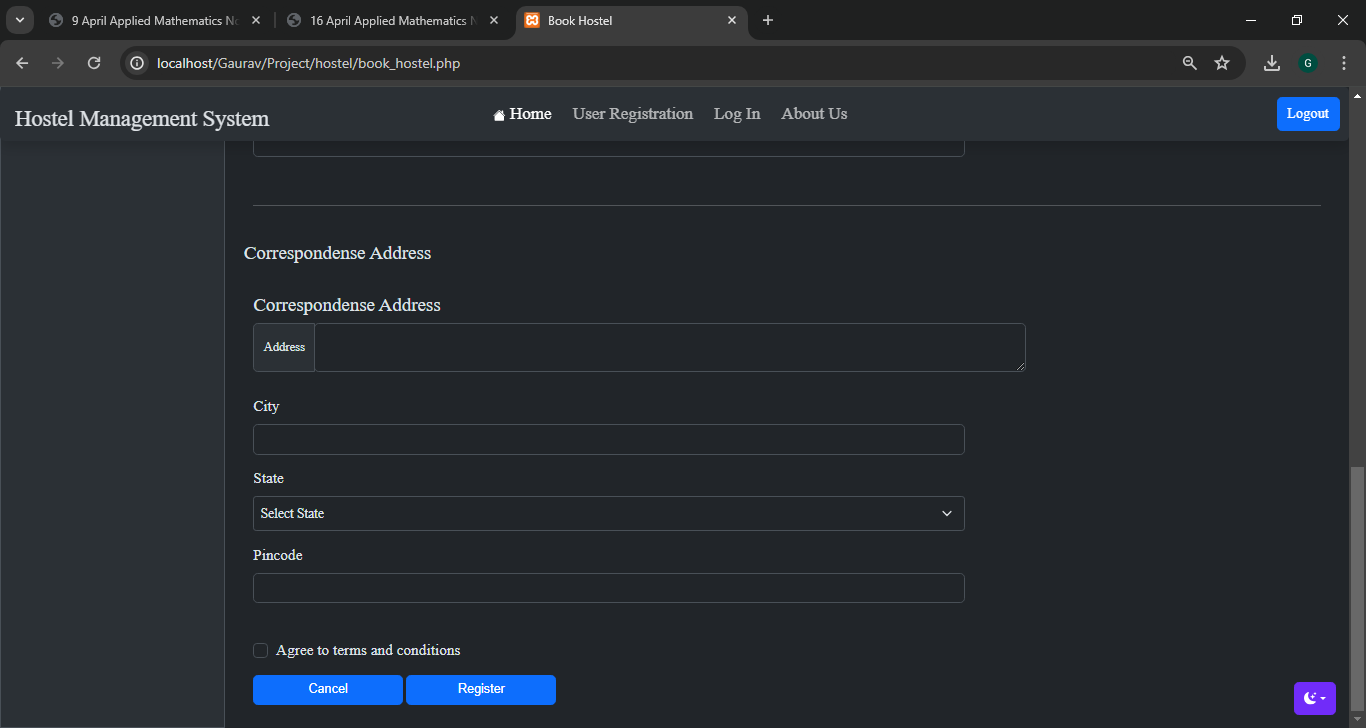 9 April Applied Mathematics
16 April Applied Mathematics
Book Hostel
localhost/Gaurav/Project/hostel/book_hostel.php
G
Hostel Management System
Home
User Registration
Log In
About Us
Logout
Correspondense Address
Correspondense Address
Address
City
State
Select State
Pincode
Agree to terms and conditions
Cancel
Register